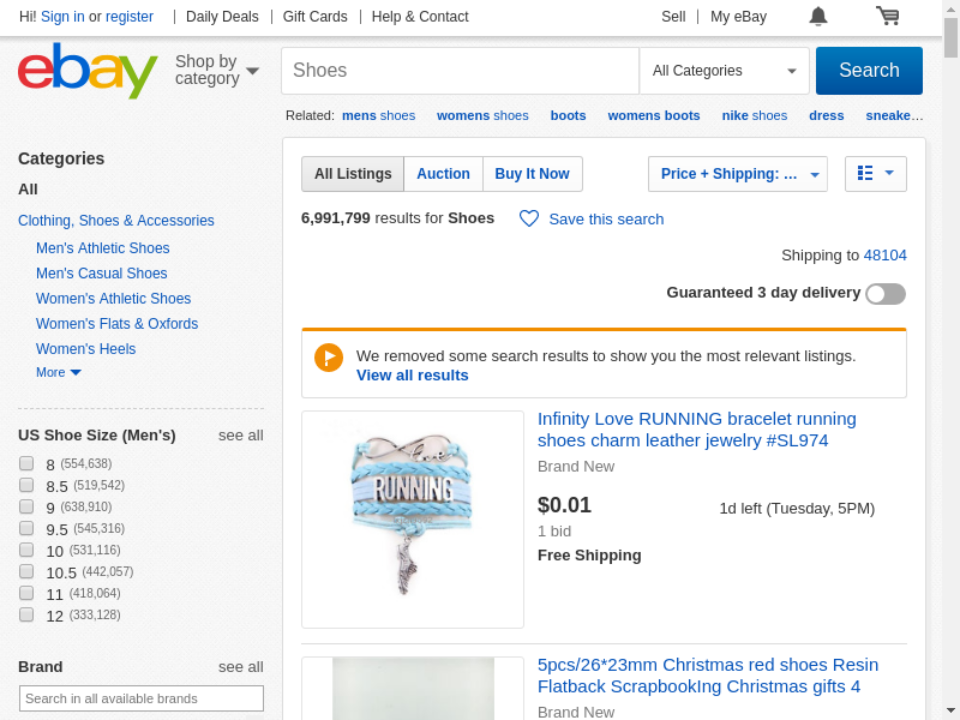 Hi! Sign in or register
Daily Deals
Gift Cards
Help & Contact
Sell
My eBay
ebay
Shop by
category
Shoes
All Categories
Search
Related: mens shoes womens shoes boots womens boots nike shoes dress sneake…
Categories
All
Clothing, Shoes & Accessories
Men's Athletic Shoes
Men's Casual Shoes
Women's Athletic Shoes
Women's Flats & Oxfords
Women's Heels
More
US Shoe Size (Men's) see all
8 (554,638)
8.5 (519,542)
9 (638,910)
9.5 (545,316)
10 (531,116)
10.5 (442,057)
11 (418,064)
12 (333,128)
Brand see all
Search in all available brands
All Listings
Auction
Buy It Now
Price + Shipping: ...
6,991,799 results for Shoes
Save this search
Shipping to 48104
Guaranteed 3 day delivery
We removed some search results to show you the most relevant listings.
View all results
love
RUNNING
Infinity Love RUNNING bracelet running
shoes charm leather jewelry #SL974
Brand New
$0.01
1d left (Tuesday, 5PM)
1 bid
Free Shipping
5pcs/26*23mm Christmas red shoes Resin
Flatback ScrapbookIng Christmas gifts 4
Brand New